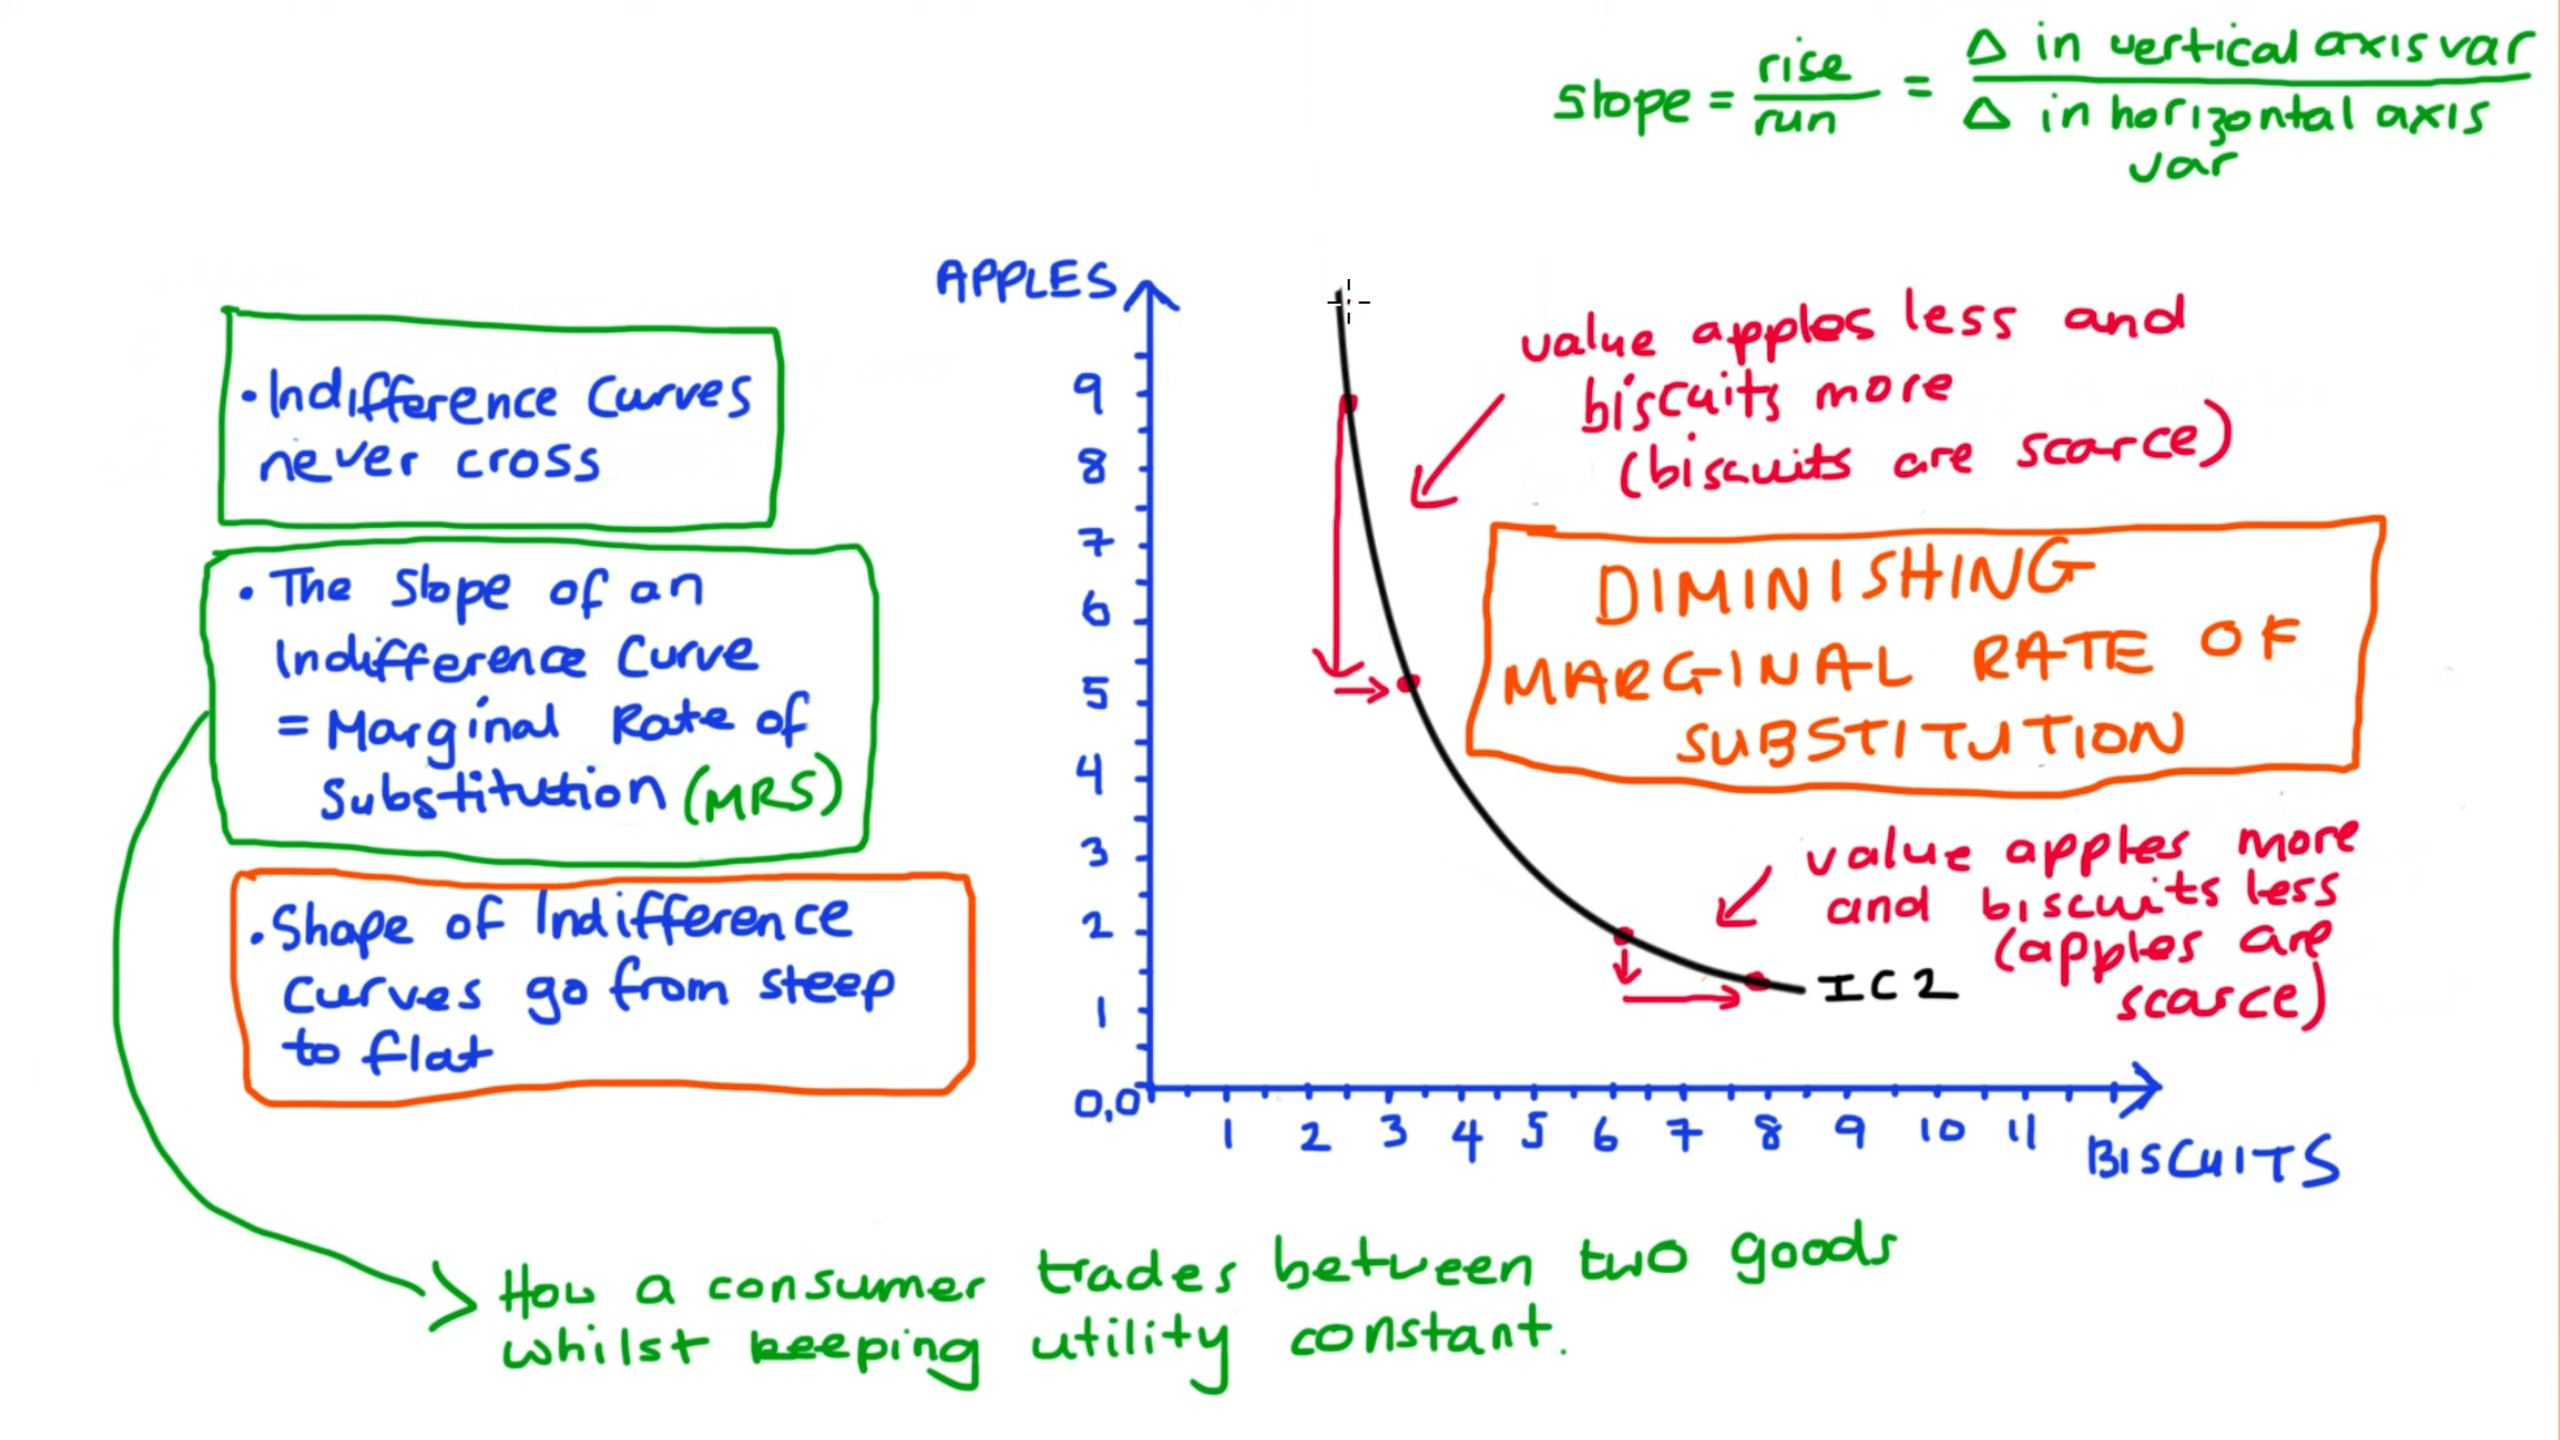 slope = rise / run = Δ in vertical axis var / Δ in horizontal axis var
• Indifference Curves
never cross
• The Slope of an
Indifference Curve
= Marginal Rate of
Substitution (MRS)
• Shape of Indifference
Curves go from steep
to flat
APPLES
9
8
7
6
5
4
3
2
1
0,0
1 2 3 4 5 6 7 8 9 10 11
BISCUITS
value apples less and
biscuits more
(biscuits are scarce)
DIMINISHING
MARGINAL RATE OF
SUBSTITUTION
value apples more
and biscuits less
(apples are
scarce)
IC2
How a consumer trades between two goods
whilst keeping utility constant.